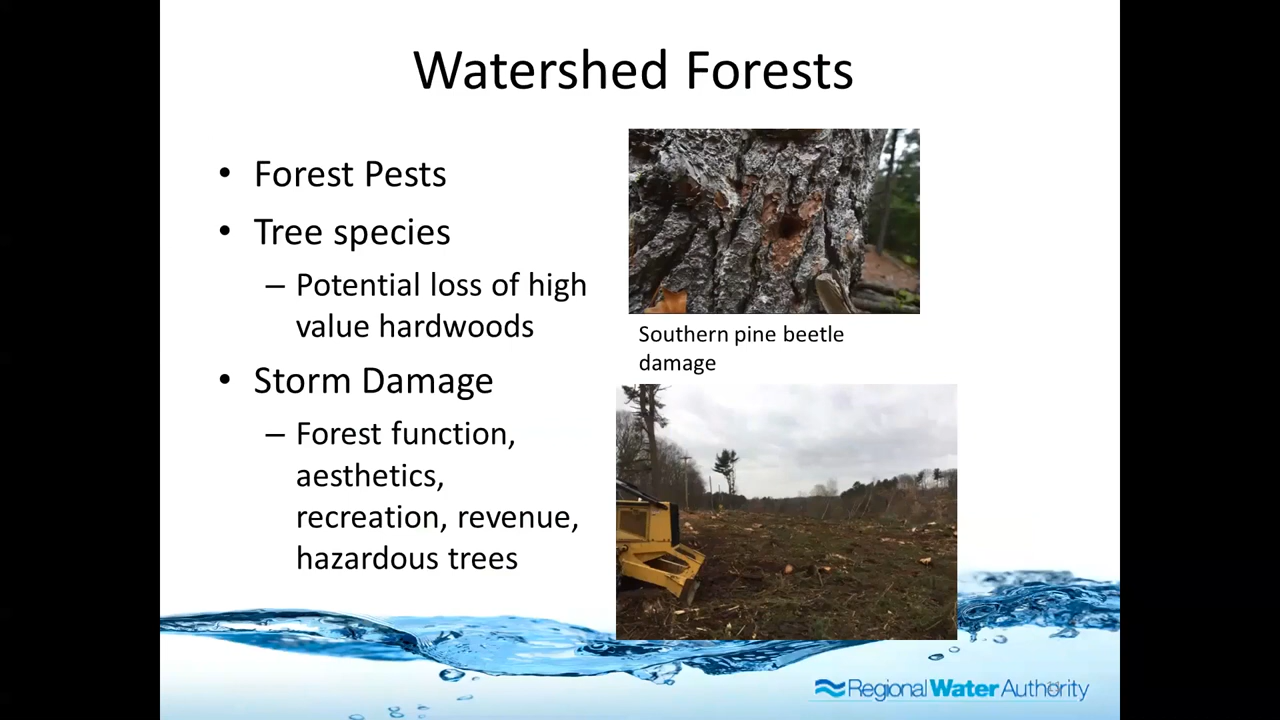 Watershed Forests
• Forest Pests
• Tree species
– Potential loss of high
value hardwoods
• Storm Damage
– Forest function,
aesthetics,
recreation, revenue,
hazardous trees
Southern pine beetle
damage
Regional Water Authority